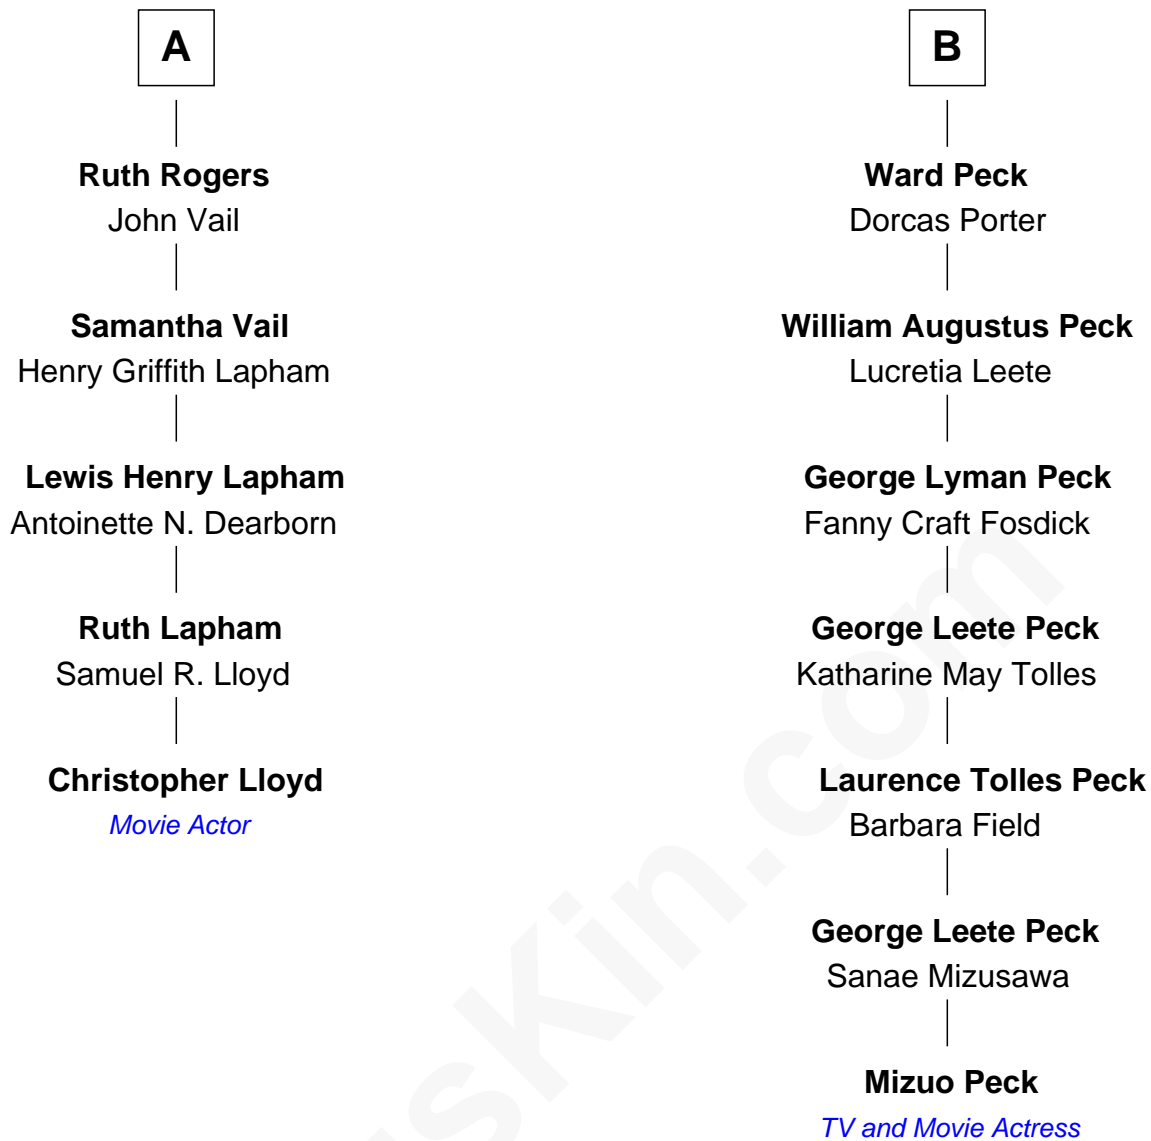 A
Ruth Rogers
John Vail
Samantha Vail
Henry Griffith Lapham
Lewis Henry Lapham
Antoinette N. Dearborn
Ruth Lapham
Samuel R. Lloyd
Christopher Lloyd
Movie Actor
B
Ward Peck
Dorcas Porter
William Augustus Peck
Lucretia Leete
George Lyman Peck
Fanny Craft Fosdick
George Leete Peck
Katharine May Tolles
Laurence Tolles Peck
Barbara Field
George Leete Peck
Sanae Mizusawa
Mizuo Peck
TV and Movie Actress
sKin.com